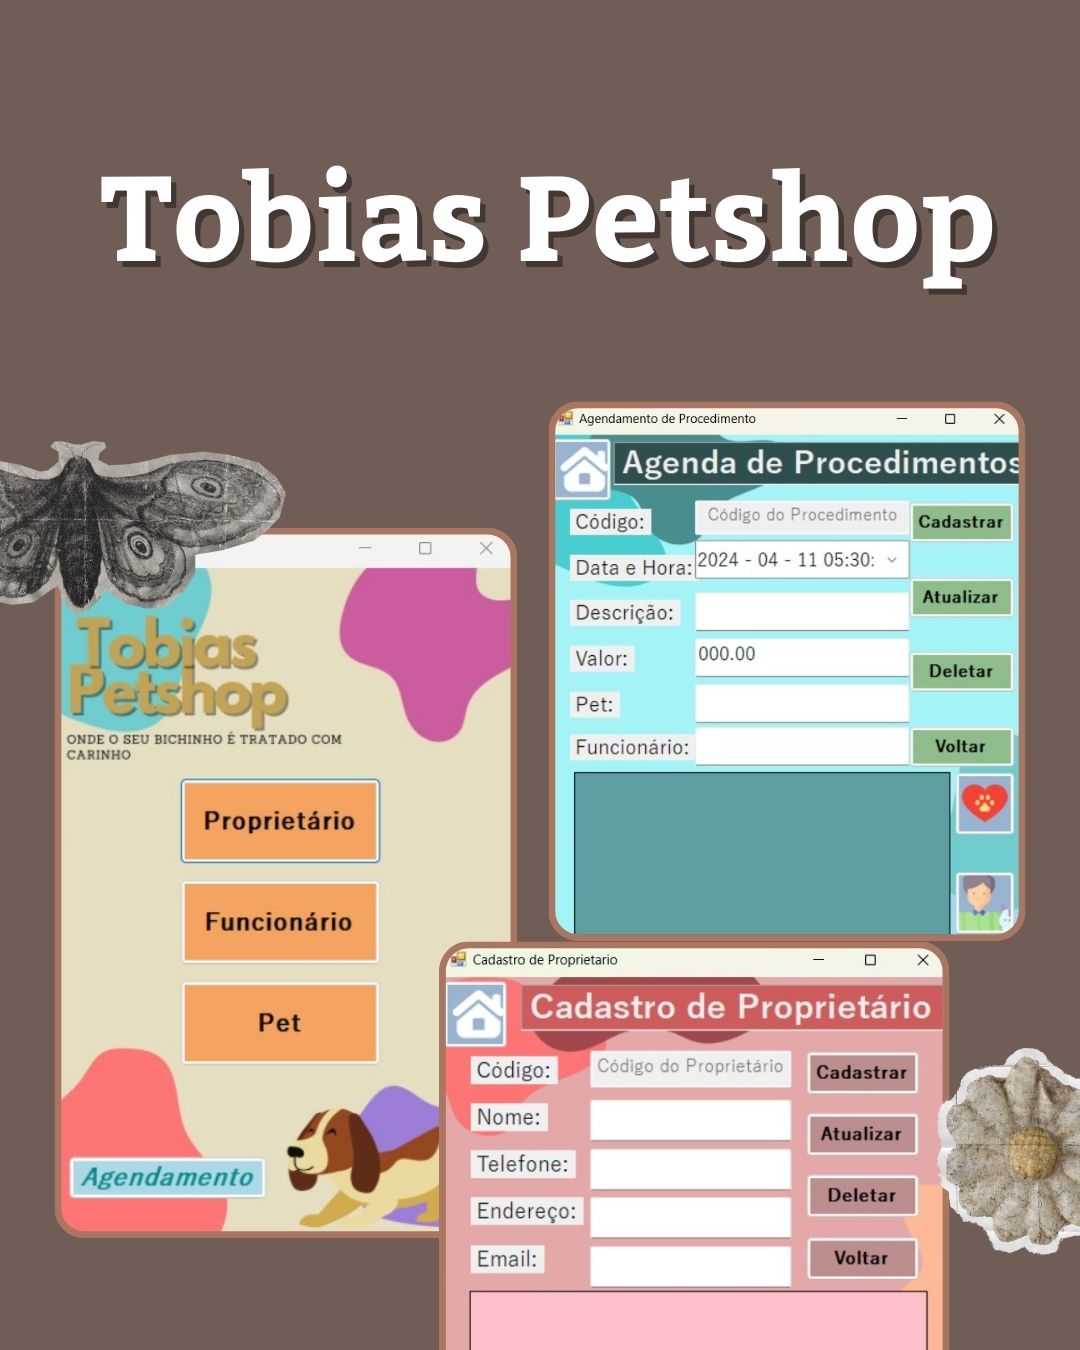 Tobias Petshop
Agendamento de Procedimento
Agenda de Procedimentos
Código:
Código do Procedimento
Cadastrar
Data e Hora:
2024 - 04 - 11 05:30:
Atualizar
Descrição:
Valor:
000.00
Deletar
Pet:
Funcionário:
Voltar
Tobias
Petshop
ONDE O SEU BICHINHO É TRATADO COM
CARINHO
Proprietário
Funcionário
Pet
Agendamento
Cadastro de Proprietario
Cadastro de Proprietário
Código:
Código do Proprietário
Cadastrar
Nome:
Atualizar
Telefone:
Deletar
Endereço:
Email:
Voltar